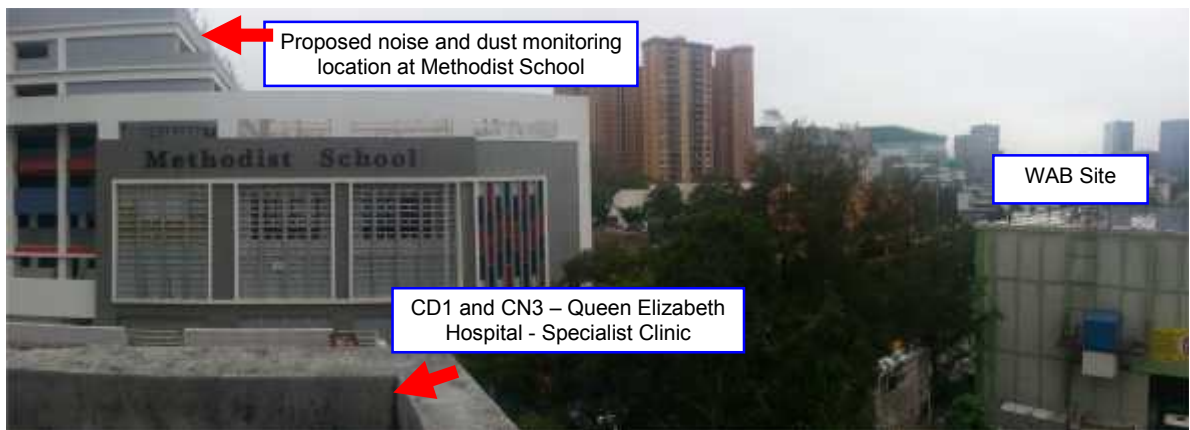 Proposed noise and dust monitoring
location at Methodist School
Methodist School
WAB Site
CD1 and CN3 – Queen Elizabeth
Hospital - Specialist Clinic